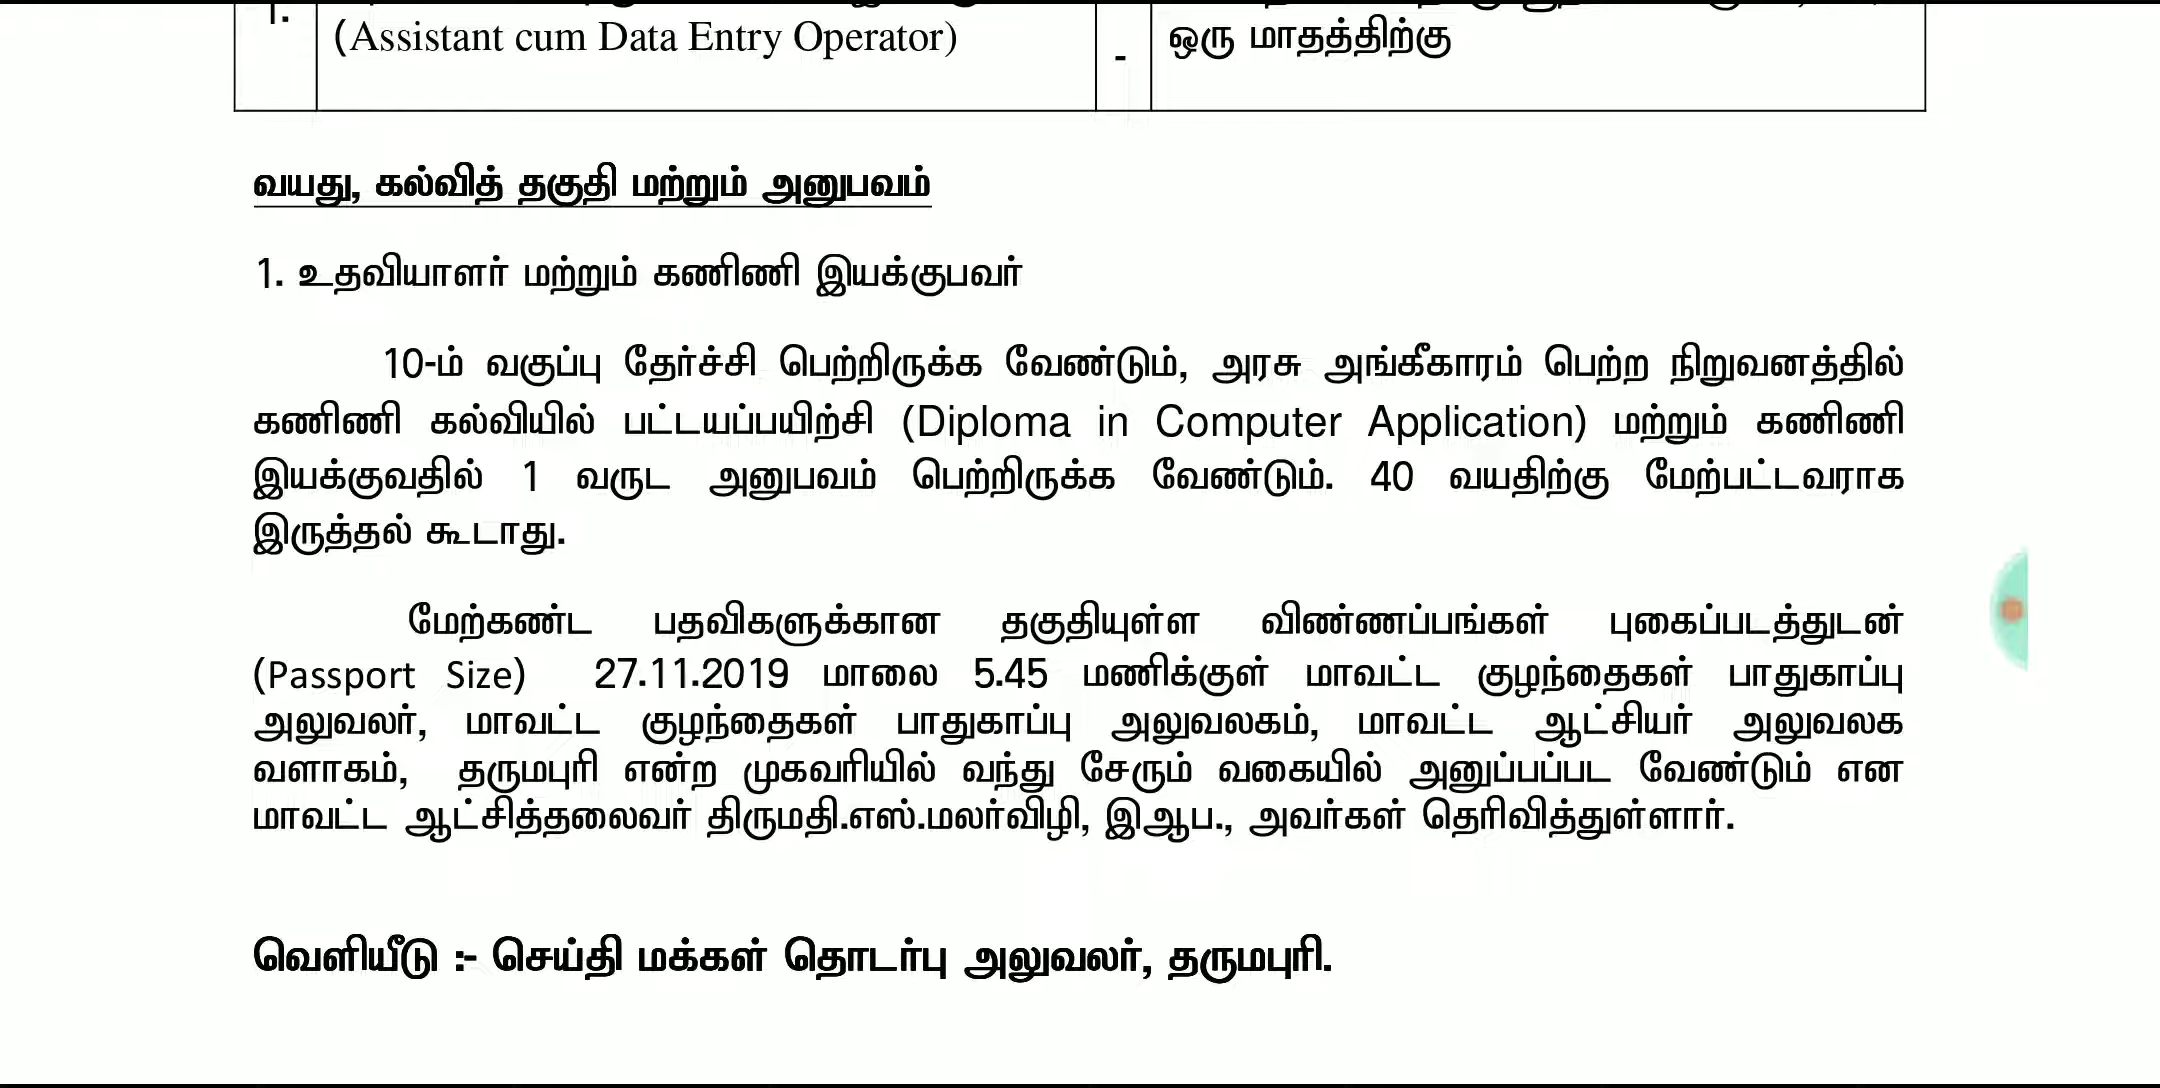 1.
(Assistant cum Data Entry Operator)
-
ஒரு மாதத்திற்கு
வயது, கல்வித் தகுதி மற்றும் அனுபவம்
1. உதவியாளர் மற்றும் கணிணி இயக்குபவர்
10-ம் வகுப்பு தேர்ச்சி பெற்றிருக்க வேண்டும், அரசு அங்கீகாரம் பெற்ற நிறுவனத்தில்
கணிணி கல்வியில் பட்டயப்பயிற்சி (Diploma in Computer Application) மற்றும் கணிணி
இயக்குவதில் 1 வருட அனுபவம் பெற்றிருக்க வேண்டும். 40 வயதிற்கு மேற்பட்டவராக
இருத்தல் கூடாது.
மேற்கண்ட பதவிகளுக்கான தகுதியுள்ள விண்ணப்பங்கள் புகைப்படத்துடன்
(Passport Size) 27.11.2019 மாலை 5.45 மணிக்குள் மாவட்ட குழந்தைகள் பாதுகாப்பு
அலுவலர், மாவட்ட குழந்தைகள் பாதுகாப்பு அலுவலகம், மாவட்ட ஆட்சியர் அலுவலக
வளாகம், தருமபுரி என்ற முகவரியில் வந்து சேரும் வகையில் அனுப்பப்பட வேண்டும் என
மாவட்ட ஆட்சித்தலைவர் திருமதி.எஸ்.மலர்விழி, இஆப., அவர்கள் தெரிவித்துள்ளார்.
வெளியீடு :- செய்தி மக்கள் தொடர்பு அலுவலர், தருமபுரி.